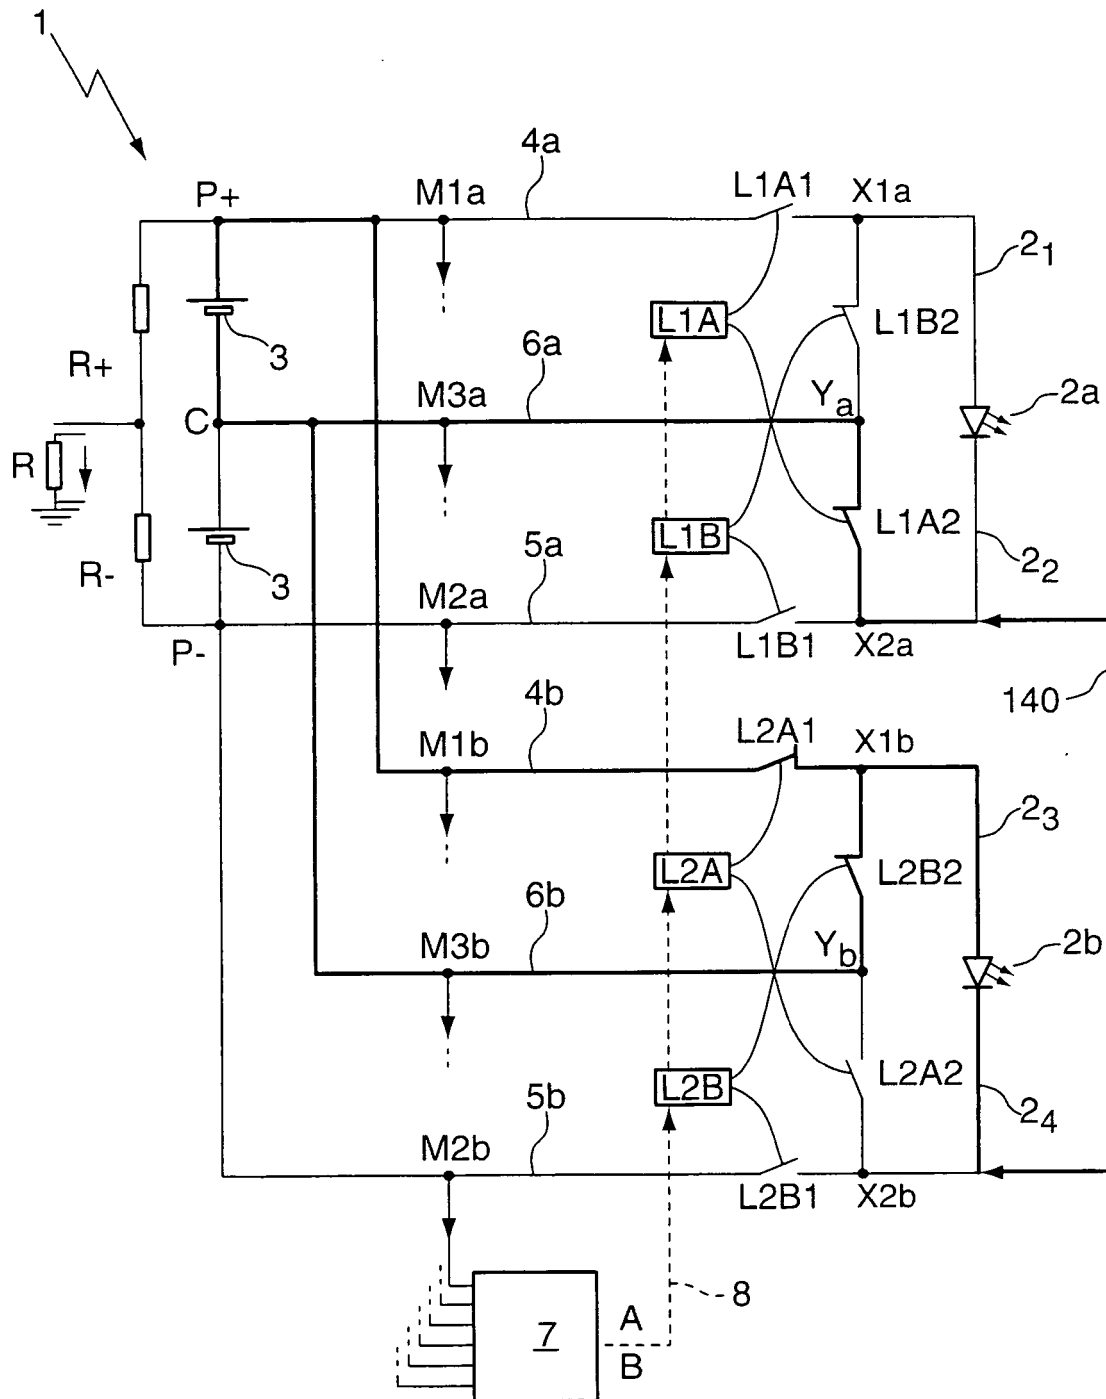 1
4a
P+
M1a
L1A1
X1a
2₁
L1A
L1B2
3
R+
6a
M3a
Yₐ
2a
C
R
L1B
L1A2
5a
2₂
R-
3
M2a
P-
L1B1
X2a
140
4b
L2A1
M1b
X1b
2₃
L2A
L2B2
6b
M3b
Y_b
2b
L2B
L2A2
5b
2₄
M2b
L2B1
X2b
8
A
7
B